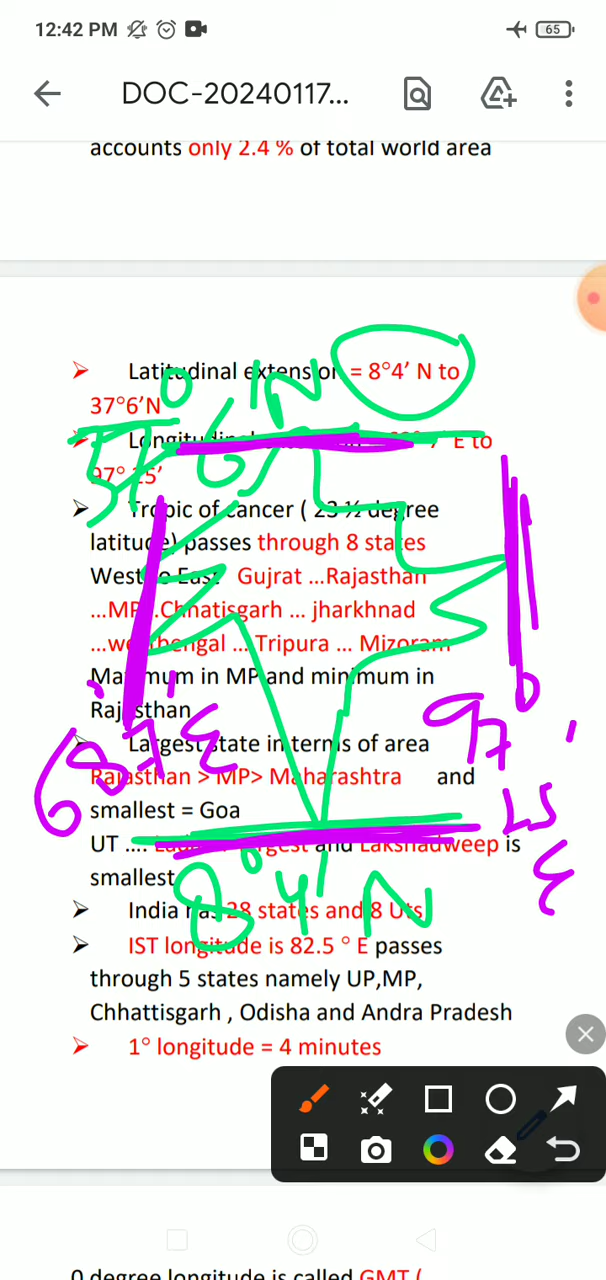 12:42 PM 65
DOC-20240117...
accounts only 2.4 % of total world area
Latitudinal extension = 8°4’ N to
37°6’N
37°6'N
Longitudinal E to
97° 25’
Tropic of cancer ( 23 ½ degree
latitude) passes through 8 states
West to East Gujrat ...Rajasthan
...MP...Chhatisgarh ... jharkhnad
...west bengal ... Tripura ... Mizoram
Maximum in MP and minimum in
Rajasthan
68°7'E
97°25'E
Largest state in terms of area
Rajasthan > MP> Maharashtra and
smallest = Goa
UT .... Largest and Lakshadweep is
smallest
8°4'N
India has 28 states and 8 Uts
IST longitude is 82.5 ° E passes
through 5 states namely UP,MP,
Chhattisgarh , Odisha and Andra Pradesh
1° longitude = 4 minutes
0 degree longitude is called GMT (